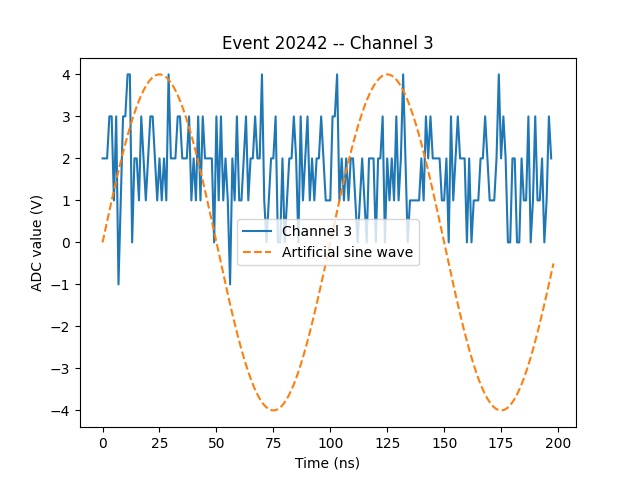 Event 20242 -- Channel 3
ADC value (V)
4
3
2
1
0
−1
−2
−3
−4
Channel 3
Artificial sine wave
0 25 50 75 100 125 150 175 200
Time (ns)